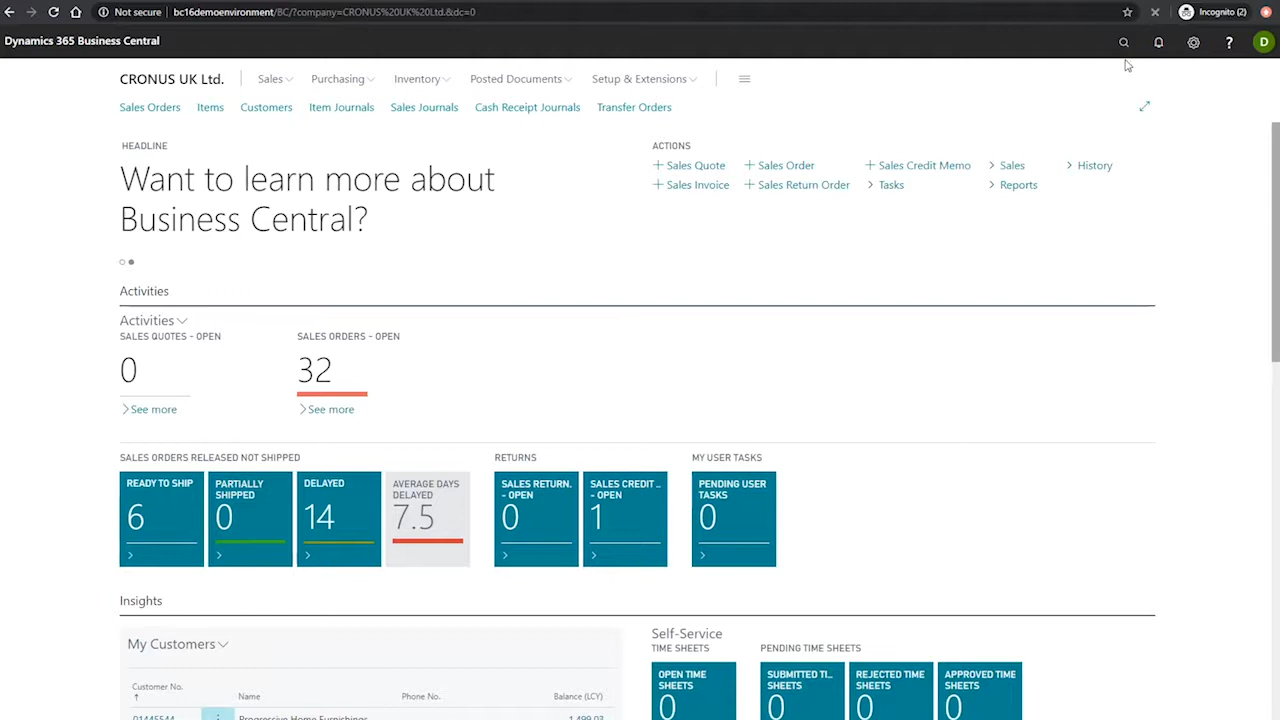 Not secure bc16demoenvironment/BC/?company=CRONUS%20UK%20Ltd.&dc=0 Incognito (2)
Dynamics 365 Business Central ? D
CRONUS UK Ltd. Sales Purchasing Inventory Posted Documents Setup & Extensions
Sales Orders Items Customers Item Journals Sales Journals Cash Receipt Journals Transfer Orders
HEADLINE
Want to learn more about
Business Central?
ACTIONS
+ Sales Quote + Sales Order + Sales Credit Memo > Sales > History
+ Sales Invoice + Sales Return Order > Tasks > Reports
Activities
Activities
SALES QUOTES - OPEN SALES ORDERS - OPEN
0 32
>See more >See more
SALES ORDERS RELEASED NOT SHIPPED RETURNS MY USER TASKS
READY TO SHIP
6
PARTIALLY
SHIPPED
0
DELAYED
14
AVERAGE DAYS
DELAYED
7.5
SALES RETURN.
- OPEN
0
SALES CREDIT ..
- OPEN
1
PENDING USER
TASKS
0
Insights
My Customers
Customer No. Name Phone No. Balance (LCY)
01445544 Progressive Home Furnishings 1,499.03
Self-Service
TIME SHEETS PENDING TIME SHEETS
OPEN TIME
SHEETS
0
SUBMITTED TI...
SHEETS
0
REJECTED TIME
SHEETS
0
APPROVED TIME
SHEETS
0